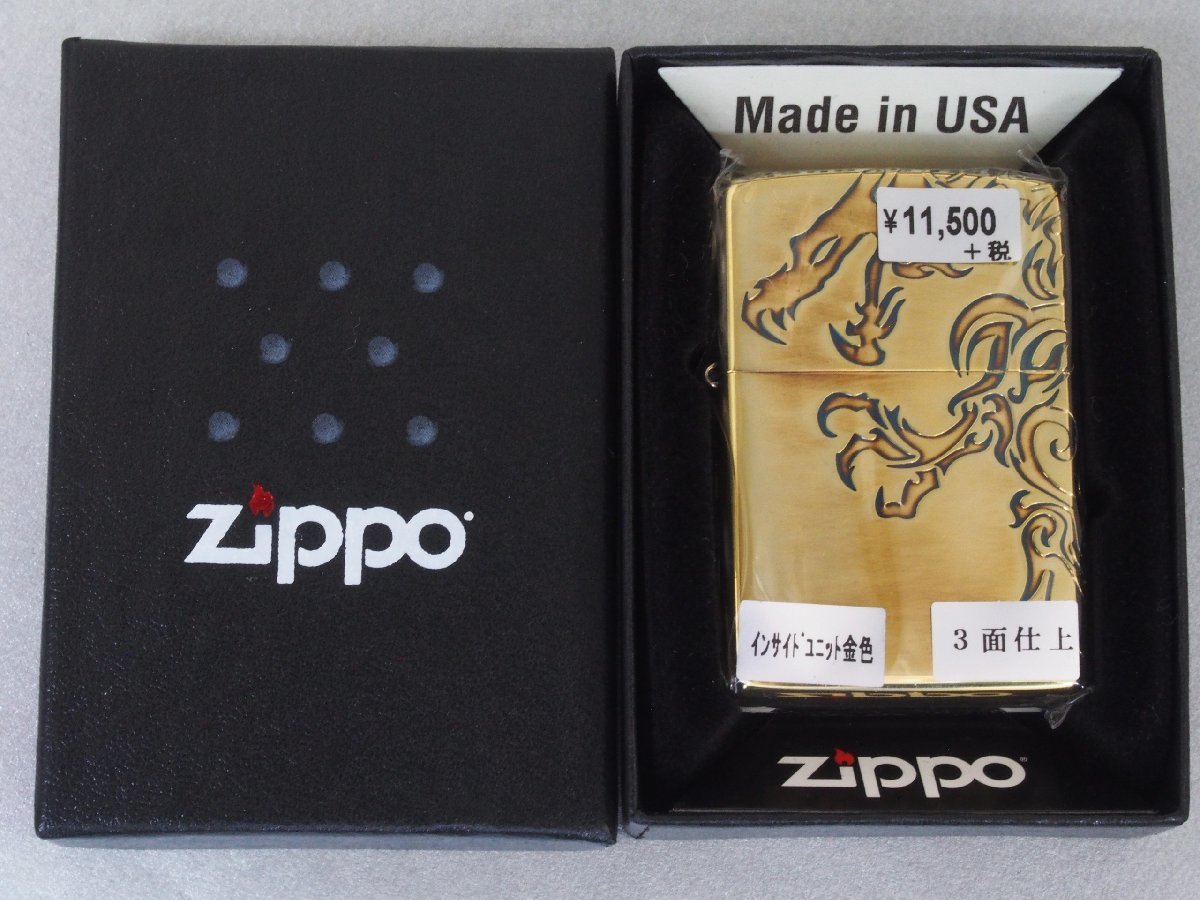 zippo
Made in USA
¥11,500
+税
インサイドユニット金色
3面仕上
zippo